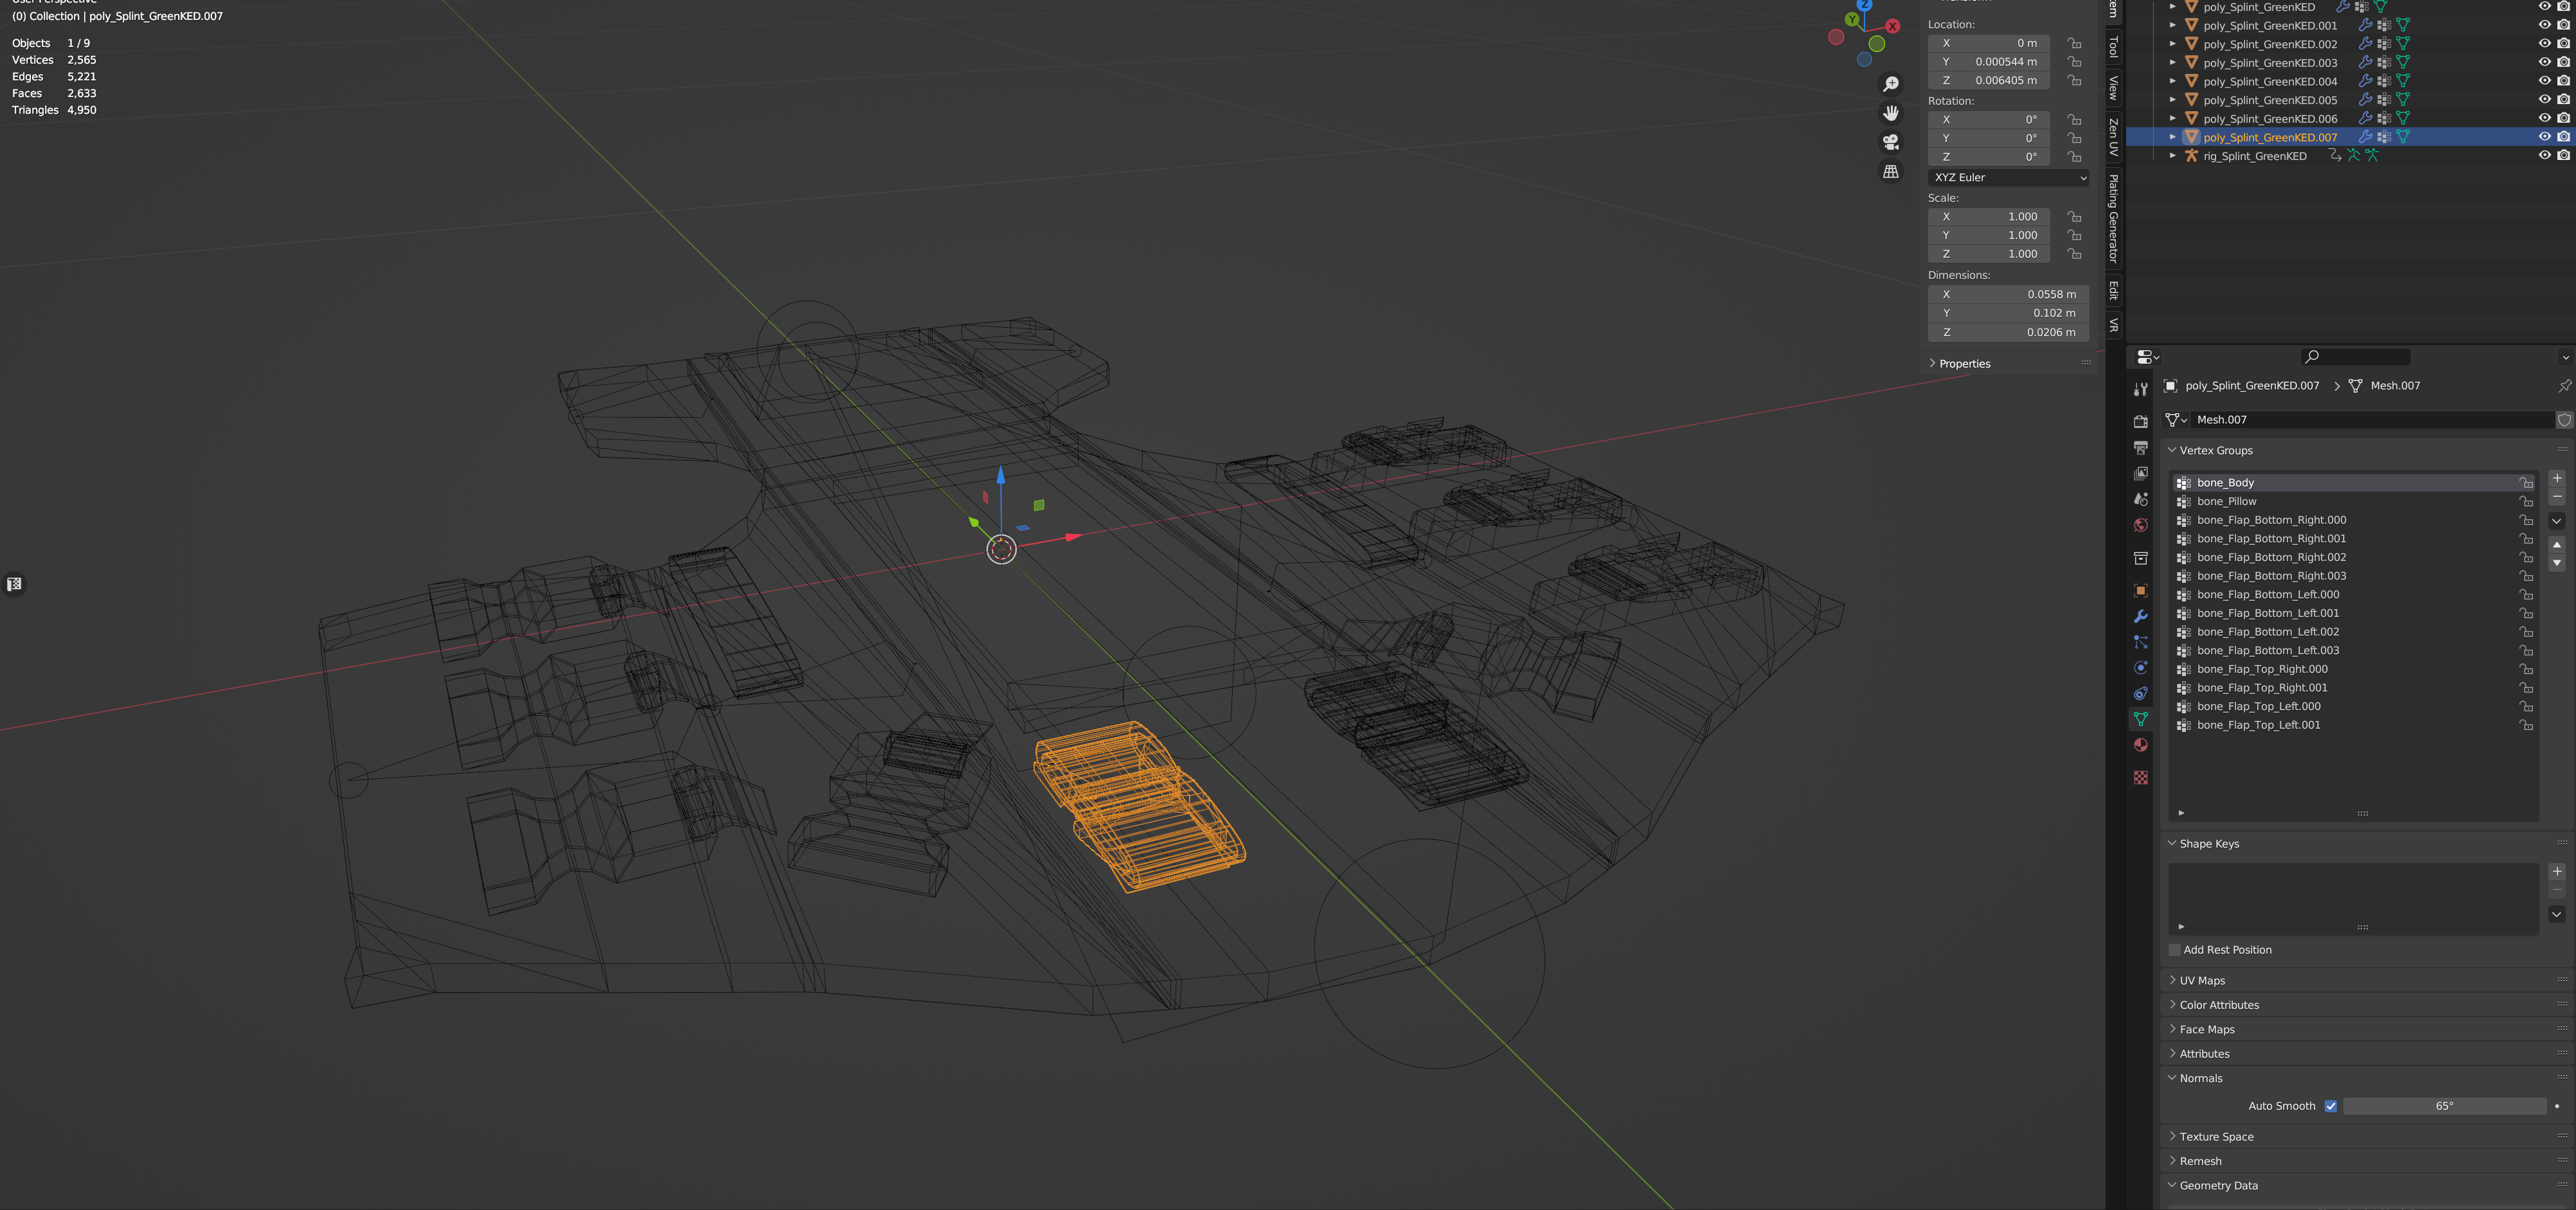 (0) Collection | poly_Splint_GreenKED.007
Objects 1 / 9
Vertices 2,565
Edges 5,221
Faces 2,633
Triangles 4,950
Z
Y
X
Location:
X 0 m
Y 0.000544 m
Z 0.006405 m
Rotation:
X 0°
Y 0°
Z 0°
XYZ Euler
Scale:
X 1.000
Y 1.000
Z 1.000
Dimensions:
X 0.0558 m
Y 0.102 m
Z 0.0206 m
Properties
Tool
View
Zen UV
Plating Generator
Edit
VR
poly_Splint_GreenKED
poly_Splint_GreenKED.001
poly_Splint_GreenKED.002
poly_Splint_GreenKED.003
poly_Splint_GreenKED.004
poly_Splint_GreenKED.005
poly_Splint_GreenKED.006
poly_Splint_GreenKED.007
rig_Splint_GreenKED
poly_Splint_GreenKED.007 > Mesh.007
Mesh.007
Vertex Groups
bone_Body
bone_Pillow
bone_Flap_Bottom_Right.000
bone_Flap_Bottom_Right.001
bone_Flap_Bottom_Right.002
bone_Flap_Bottom_Right.003
bone_Flap_Bottom_Left.000
bone_Flap_Bottom_Left.001
bone_Flap_Bottom_Left.002
bone_Flap_Bottom_Left.003
bone_Flap_Top_Right.000
bone_Flap_Top_Right.001
bone_Flap_Top_Left.000
bone_Flap_Top_Left.001
Shape Keys
Add Rest Position
UV Maps
Color Attributes
Face Maps
Attributes
Normals
Auto Smooth 65°
Texture Space
Remesh
Geometry Data